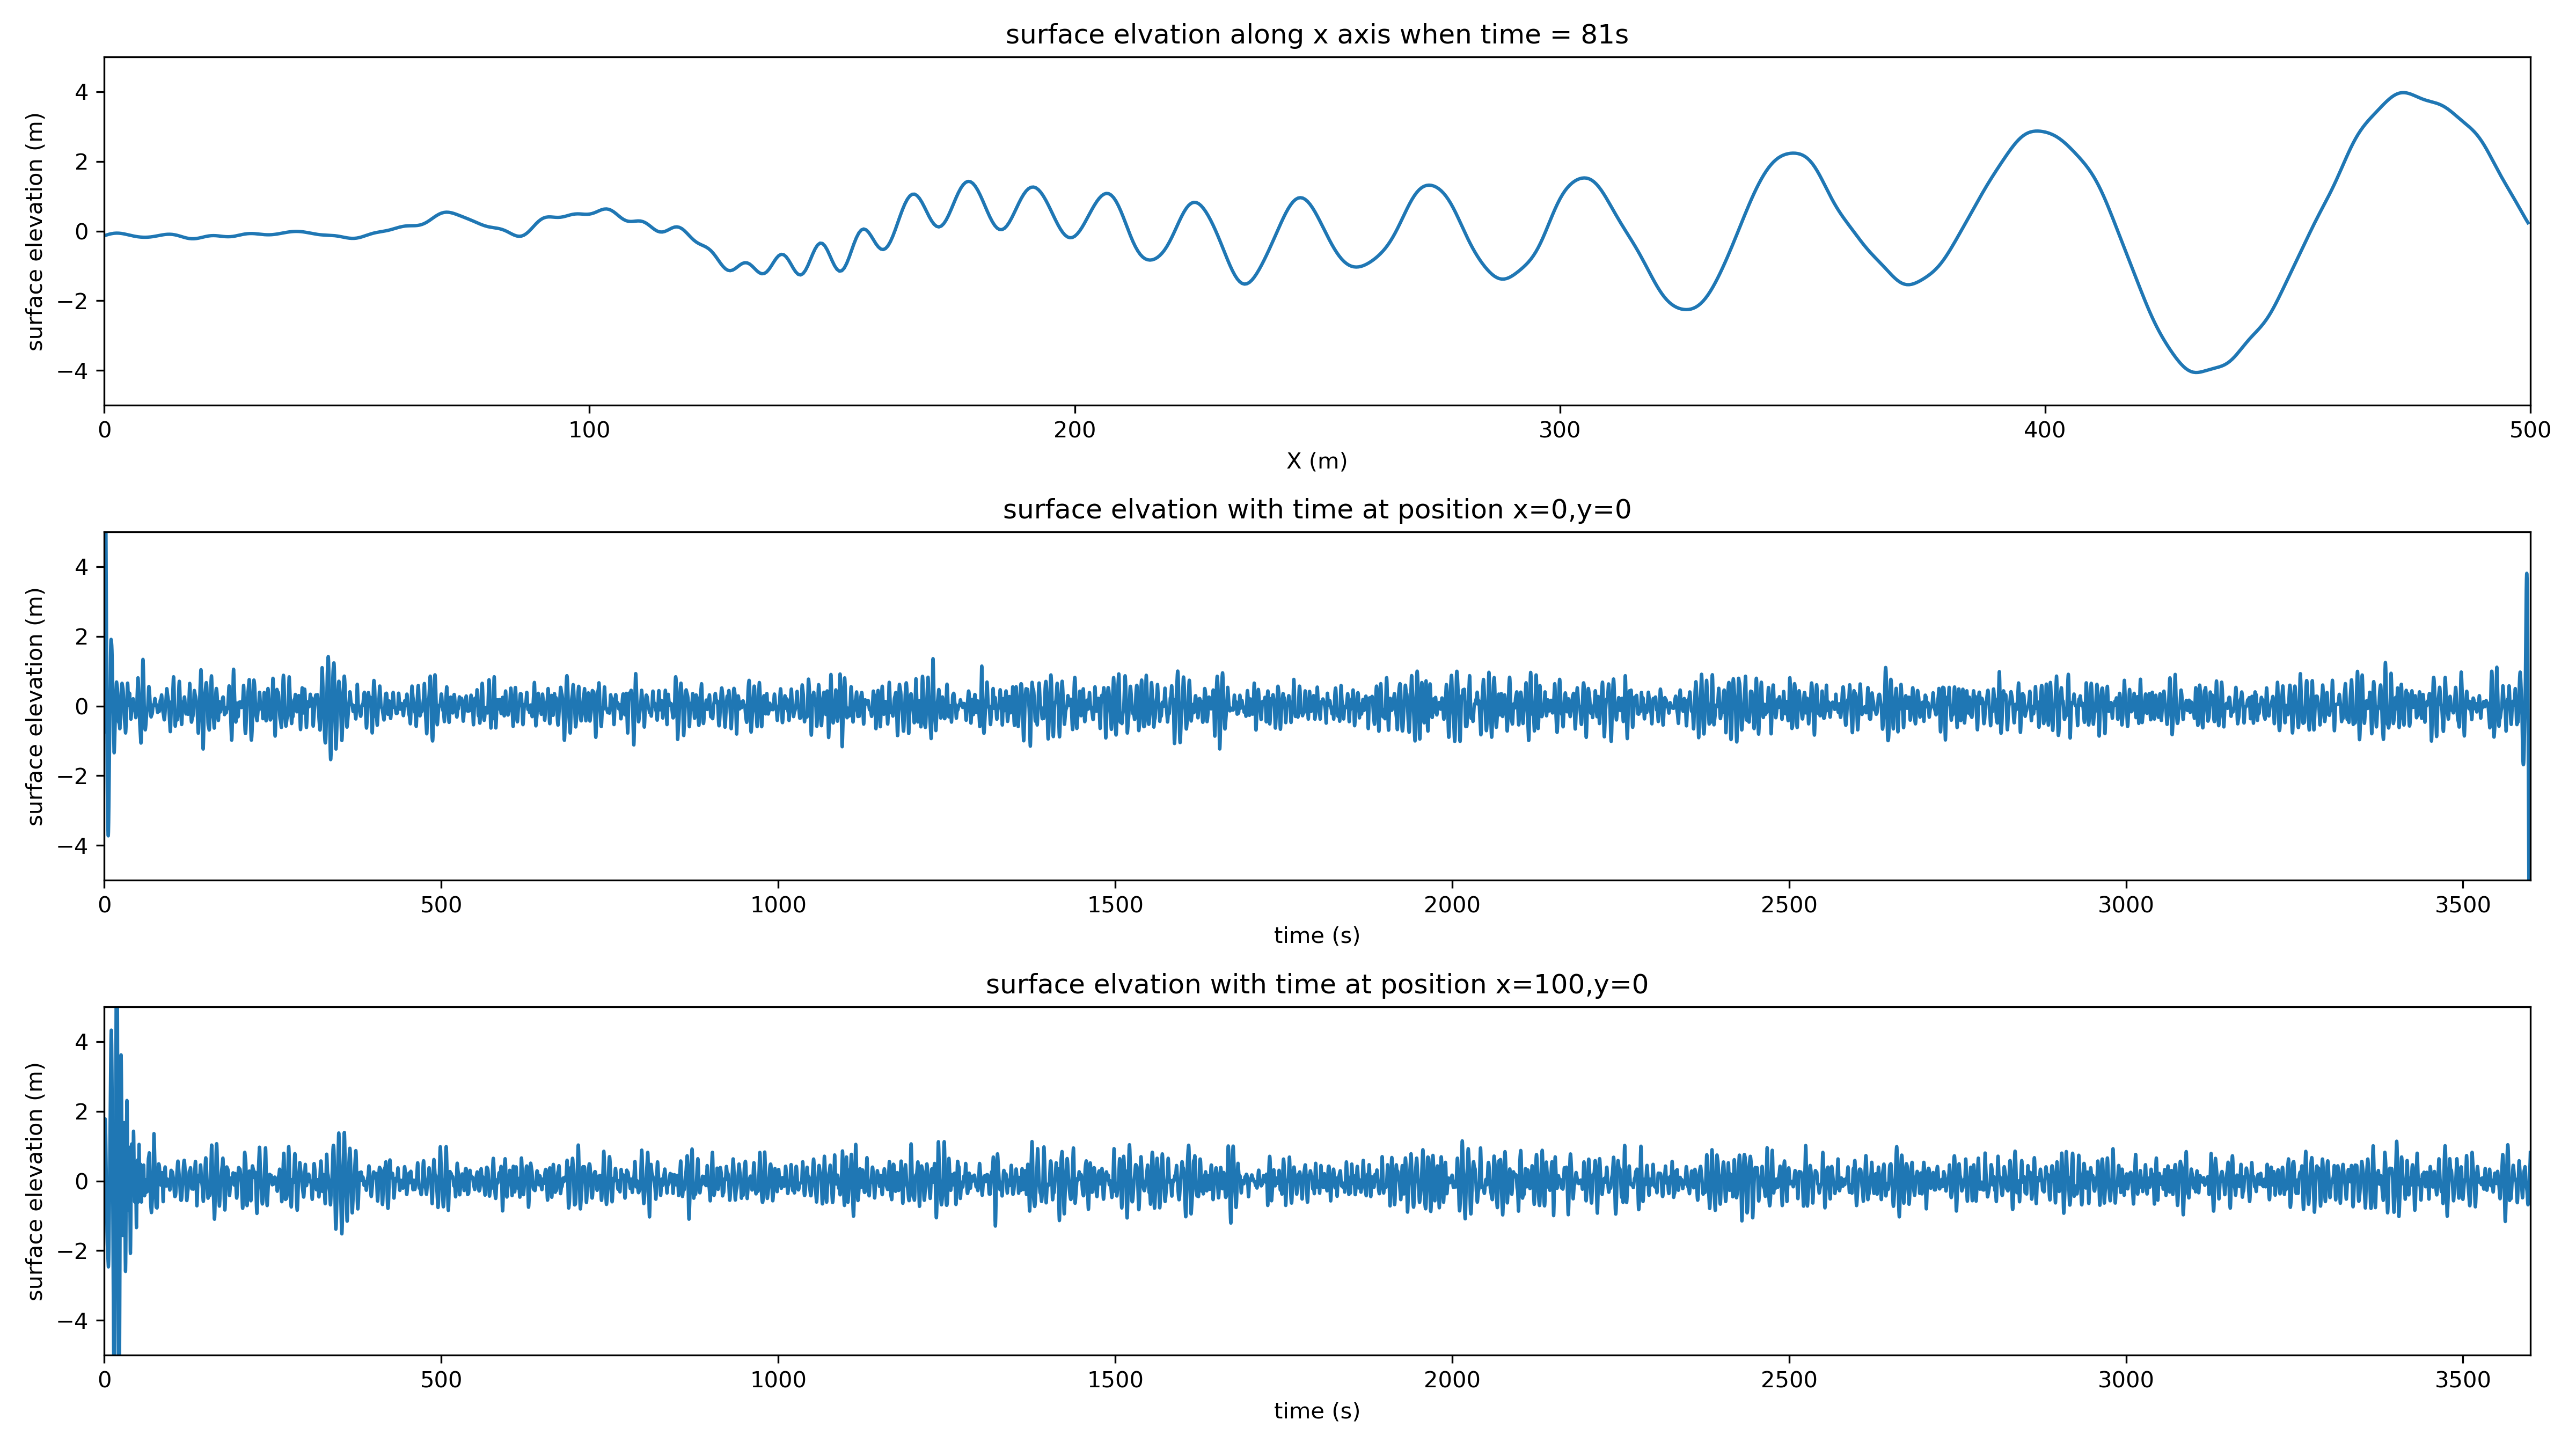 surface elvation along x axis when time = 81s
surface elevation (m)
4
2
0
−2
−4
0 100 200 300 400 500
X (m)
surface elvation with time at position x=0,y=0
surface elevation (m)
4
2
0
−2
−4
0 500 1000 1500 2000 2500 3000 3500
time (s)
surface elvation with time at position x=100,y=0
surface elevation (m)
4
2
0
−2
−4
0 500 1000 1500 2000 2500 3000 3500
time (s)